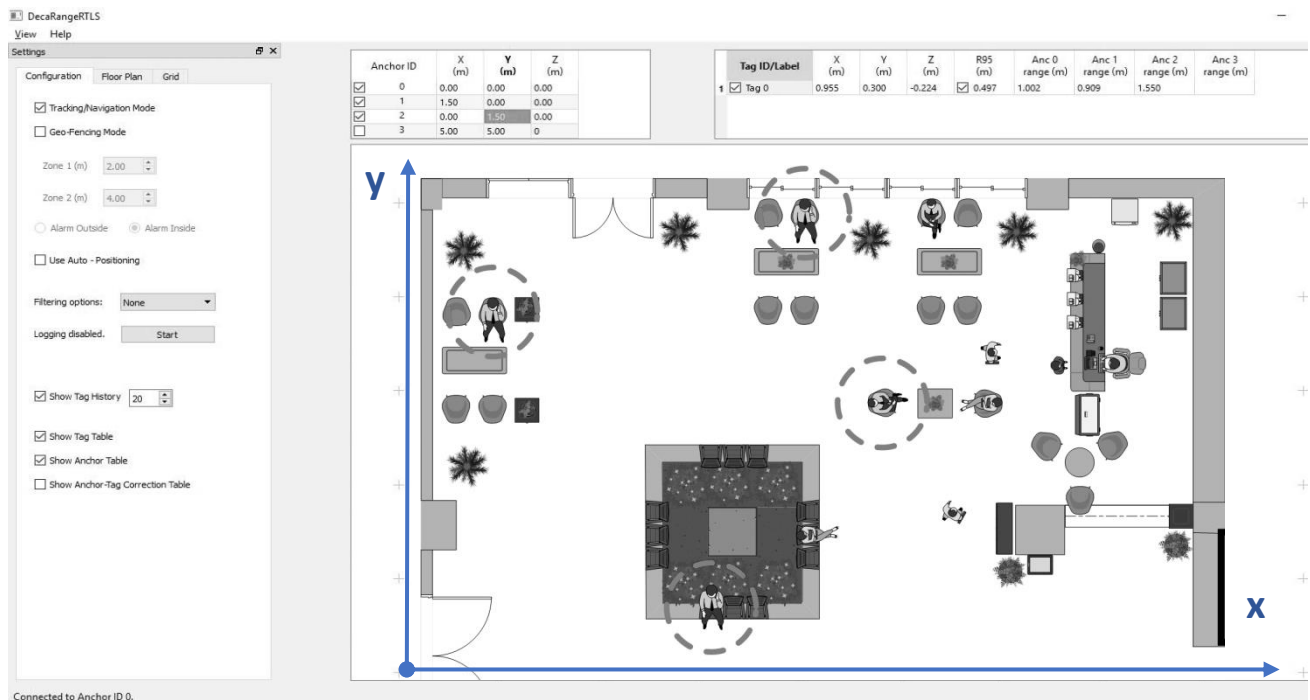 DecaRangeRTLS
View Help
Settings
Configuration Floor Plan Grid
Tracking/Navigation Mode
Geo-Fencing Mode
Zone 1 (m) 2.00
Zone 2 (m) 4.00
Alarm Outside Alarm Inside
Use Auto - Positioning
Filtering options: None
Logging disabled. Start
Show Tag History 20
Show Tag Table
Show Anchor Table
Show Anchor-Tag Correction Table
Anchor ID X (m) Y (m) Z (m)
0 0.00 0.00 0.00
1 1.50 0.00 0.00
2 0.00 1.50 0.00
3 5.00 5.00 0
Tag ID/Label X (m) Y (m) Z (m) R95 (m) Anc 0 range (m) Anc 1 range (m) Anc 2 range (m) Anc 3 range (m)
1 Tag 0 0.955 0.300 -0.224 0.497 1.002 0.909 1.550
y
x
Connected to Anchor ID 0.